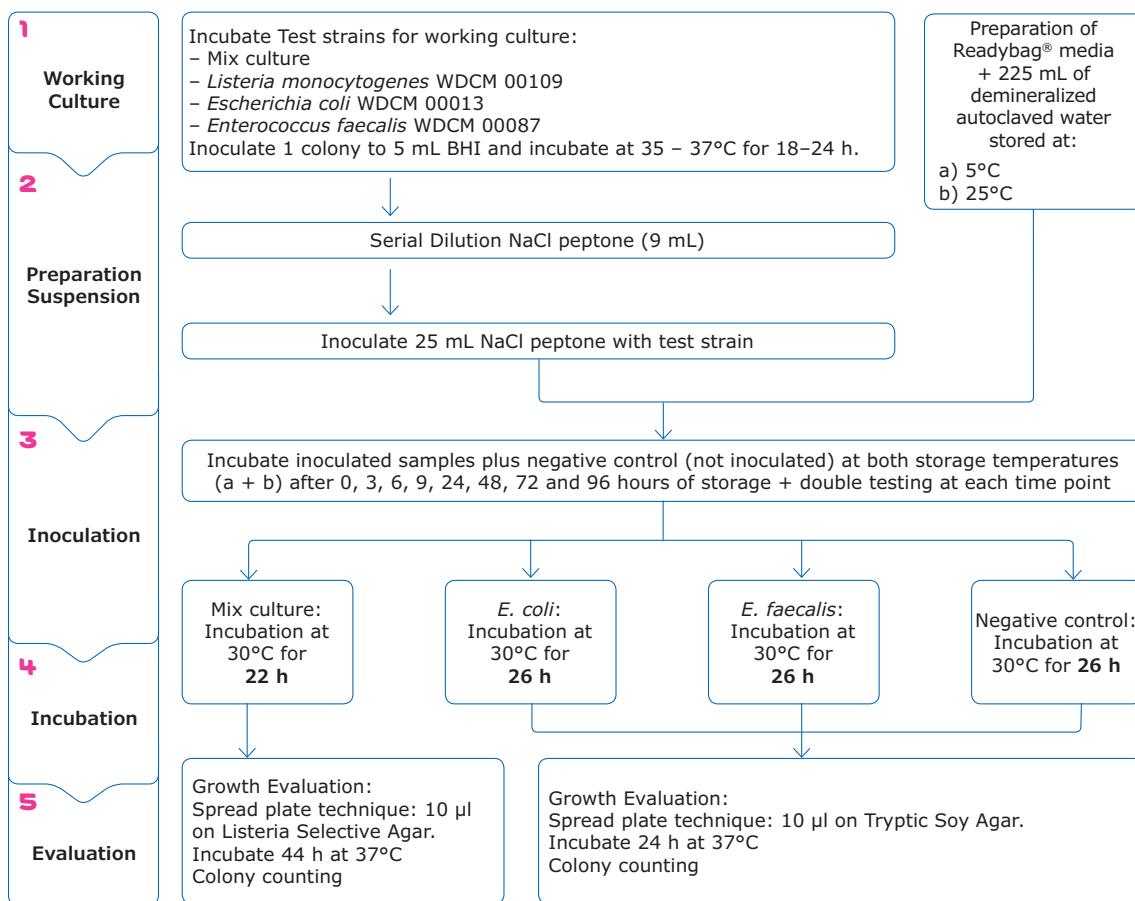 1
Working
Culture
Incubate Test strains for working culture:
– Mix culture
– Listeria monocytogenes WDCM 00109
– Escherichia coli WDCM 00013
– Enterococcus faecalis WDCM 00087
Inoculate 1 colony to 5 mL BHI and incubate at 35 – 37°C for 18–24 h.
Preparation of
Readybag® media
+ 225 mL of
demineralized
autoclaved water
stored at:
a) 5°C
b) 25°C
2
Preparation
Suspension
Serial Dilution NaCl peptone (9 mL)
Inoculate 25 mL NaCl peptone with test strain
3
Inoculation
Incubate inoculated samples plus negative control (not inoculated) at both storage temperatures
(a + b) after 0, 3, 6, 9, 24, 48, 72 and 96 hours of storage + double testing at each time point
Mix culture:
Incubation at
30°C for
22 h
E. coli:
Incubation at
30°C for
26 h
E. faecalis:
Incubation at
30°C for
26 h
Negative control:
Incubation at
30°C for 26 h
4
Incubation
5
Evaluation
Growth Evaluation:
Spread plate technique: 10 µl
on Listeria Selective Agar.
Incubate 44 h at 37°C
Colony counting
Growth Evaluation:
Spread plate technique: 10 µl on Tryptic Soy Agar.
Incubate 24 h at 37°C
Colony counting